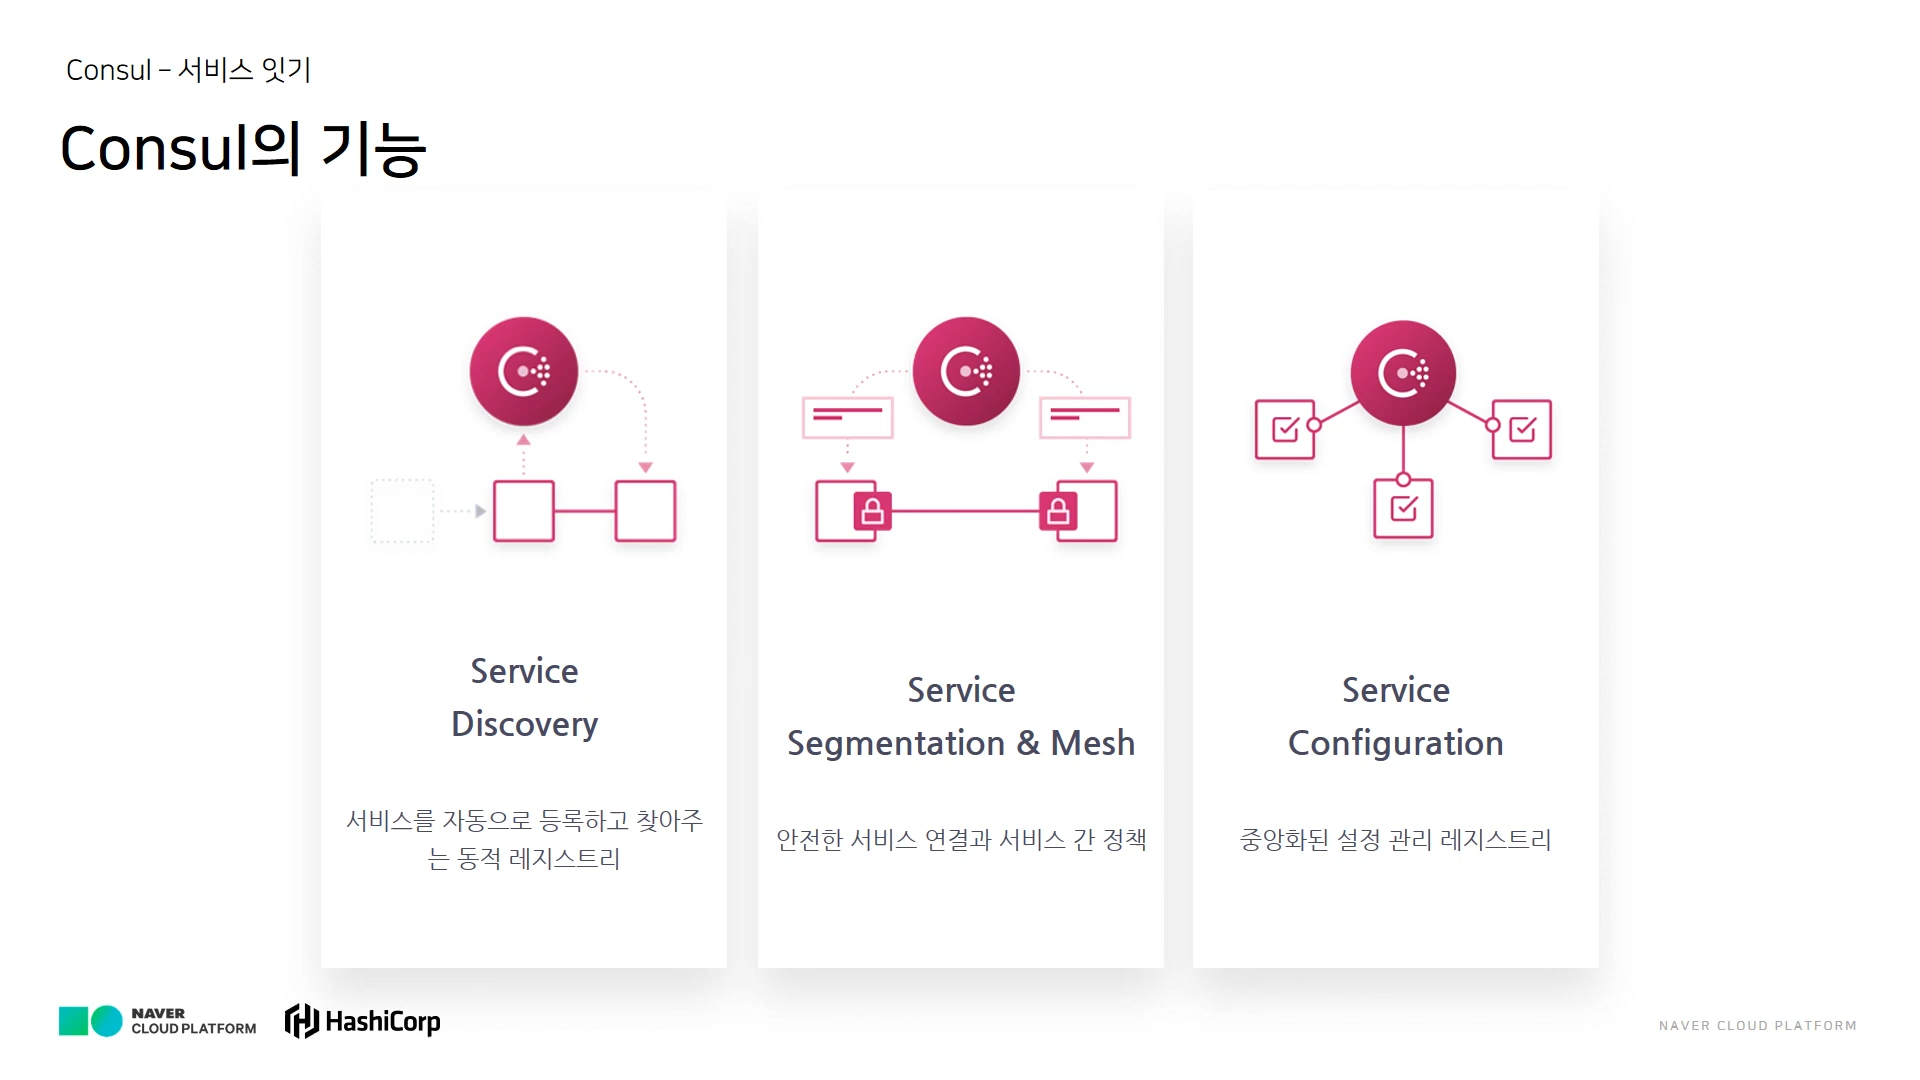 Consul – 서비스 잇기
Consul의 기능
Service
Discovery
서비스를 자동으로 등록하고 찾아주
는 동적 레지스트리
Service
Segmentation & Mesh
안전한 서비스 연결과 서비스 간 정책
Service
Configuration
중앙화된 설정 관리 레지스트리
NAVER
CLOUD PLATFORM
HashiCorp
NAVER CLOUD PLATFORM